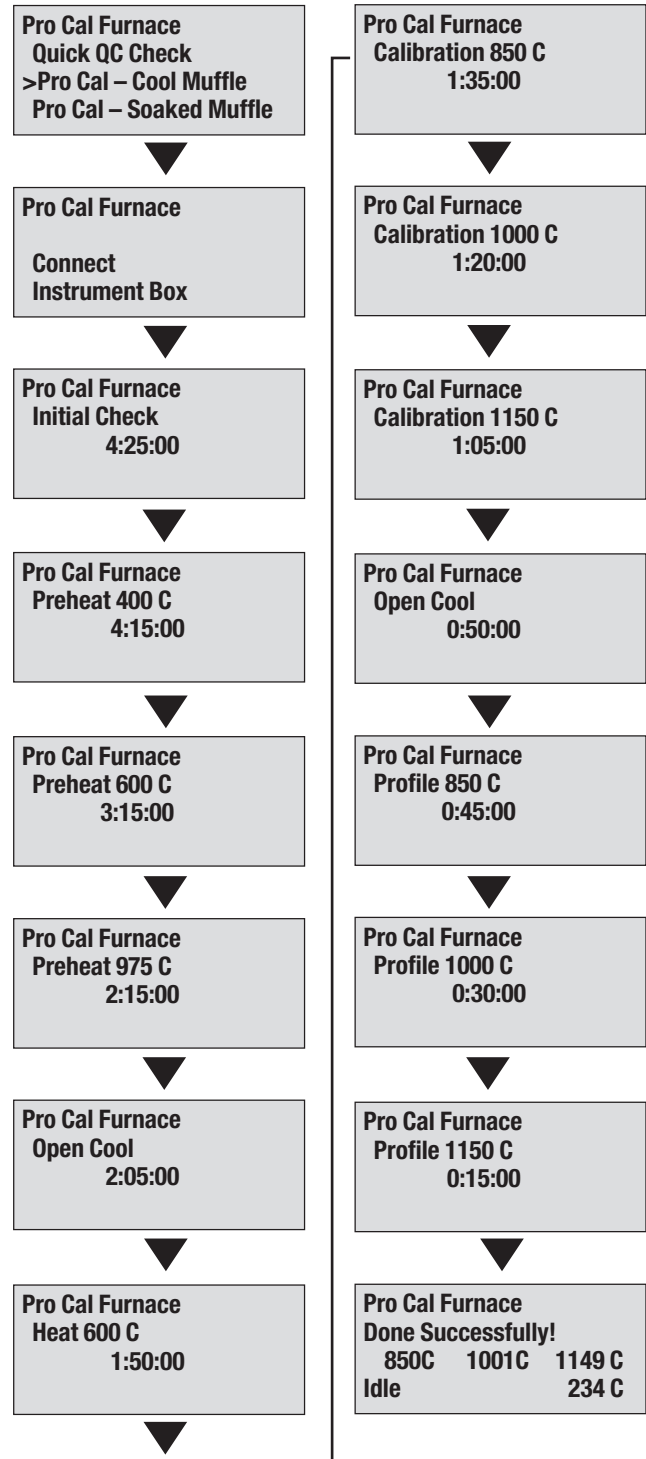 Pro Cal Furnace
Quick QC Check
>Pro Cal – Cool Muffle
Pro Cal – Soaked Muffle
Pro Cal Furnace
Connect
Instrument Box
Pro Cal Furnace
Initial Check
4:25:00
Pro Cal Furnace
Preheat 400 C
4:15:00
Pro Cal Furnace
Preheat 600 C
3:15:00
Pro Cal Furnace
Preheat 975 C
2:15:00
Pro Cal Furnace
Open Cool
2:05:00
Pro Cal Furnace
Heat 600 C
1:50:00
Pro Cal Furnace
Calibration 850 C
1:35:00
Pro Cal Furnace
Calibration 1000 C
1:20:00
Pro Cal Furnace
Calibration 1150 C
1:05:00
Pro Cal Furnace
Open Cool
0:50:00
Pro Cal Furnace
Profile 850 C
0:45:00
Pro Cal Furnace
Profile 1000 C
0:30:00
Pro Cal Furnace
Profile 1150 C
0:15:00
Pro Cal Furnace
Done Successfully!
850C 1001C 1149 C
Idle 234 C